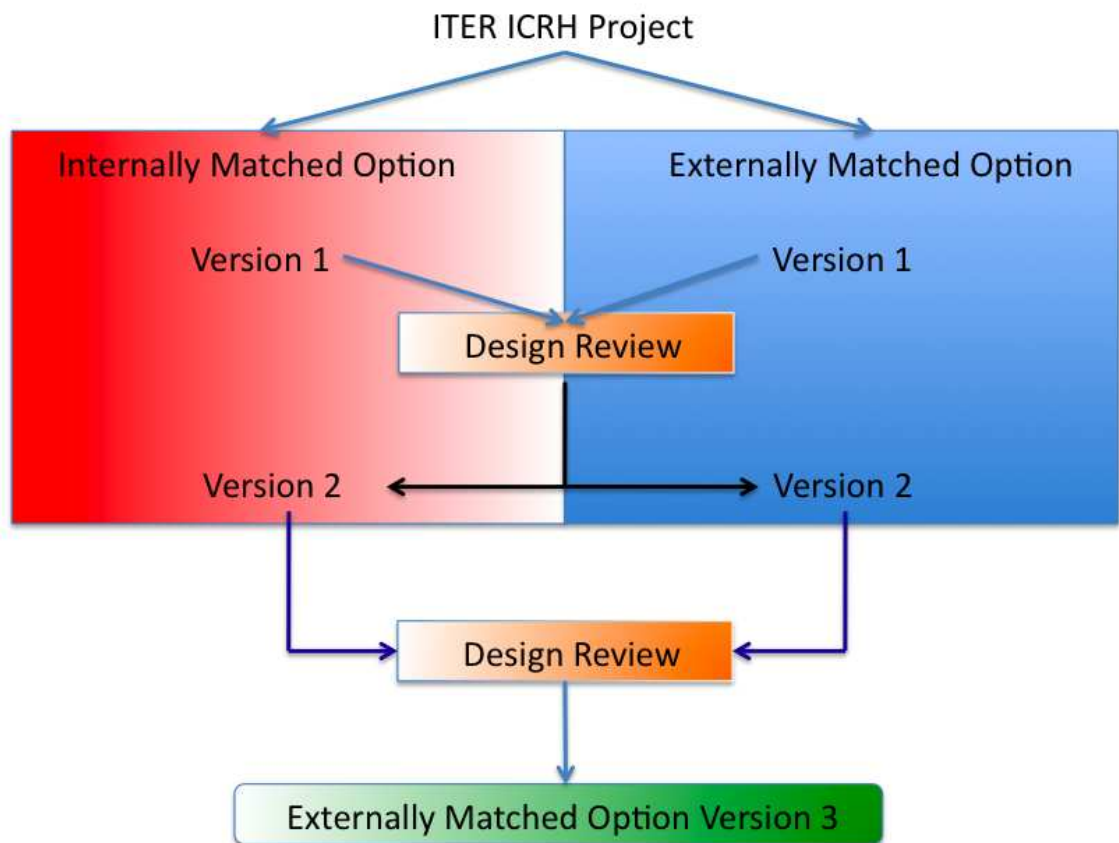 ITER ICRH Project
Internally Matched Option
Externally Matched Option
Version 1
Version 1
Design Review
Version 2
Version 2
Design Review
Externally Matched Option Version 3